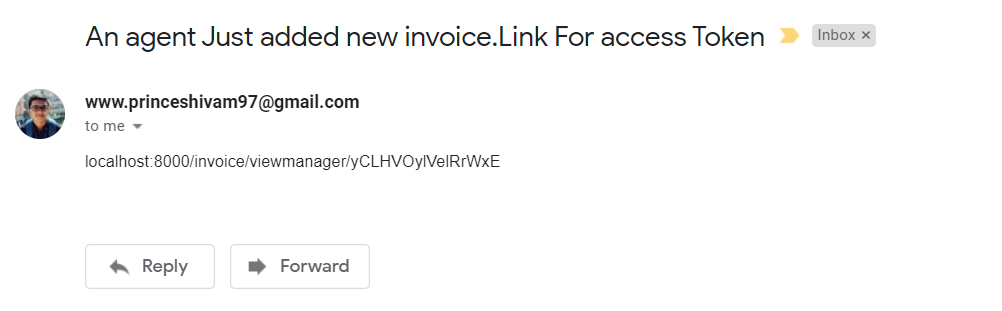 An agent Just added new invoice.Link For access Token Inbox ×
www.princeshivam97@gmail.com
to me
localhost:8000/invoice/viewmanager/yCLHVOylVelRrWxE
Reply Forward